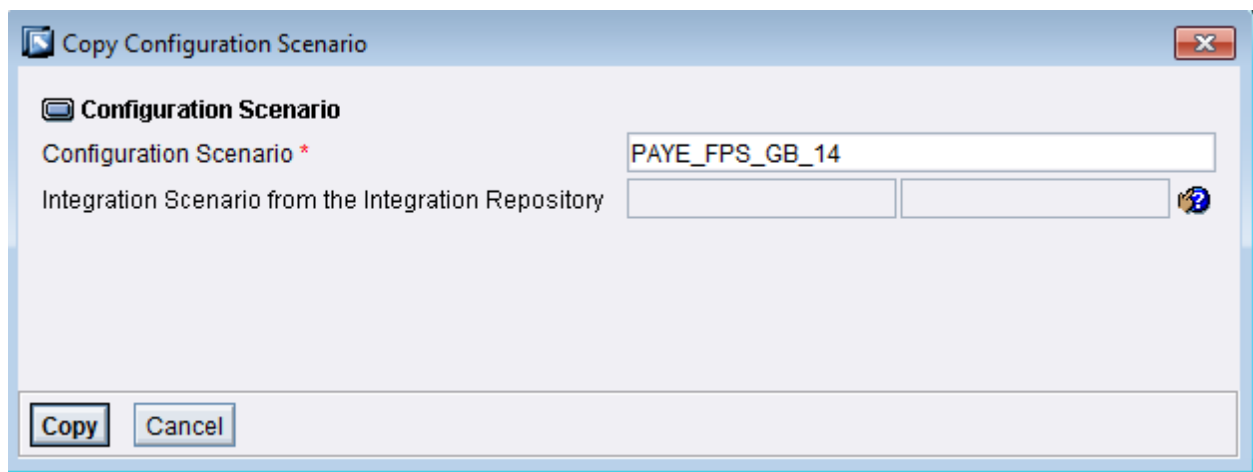 Copy Configuration Scenario
Configuration Scenario
Configuration Scenario * PAYE_FPS_GB_14
Integration Scenario from the Integration Repository
Copy Cancel